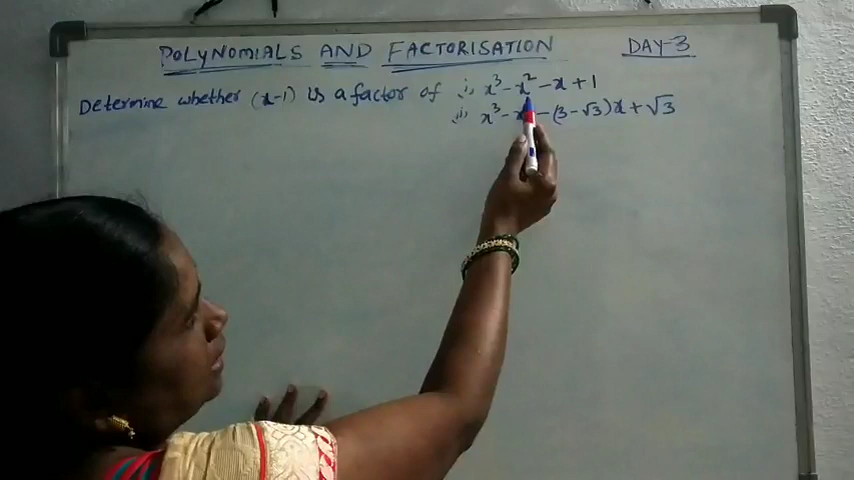 POLYNOMIALS AND FACTORISATION DAY-3
Determine whether (x-1) is a factor of i) x³ - x² - x + 1
ii) x³ - x - (3 - √3)x + √3